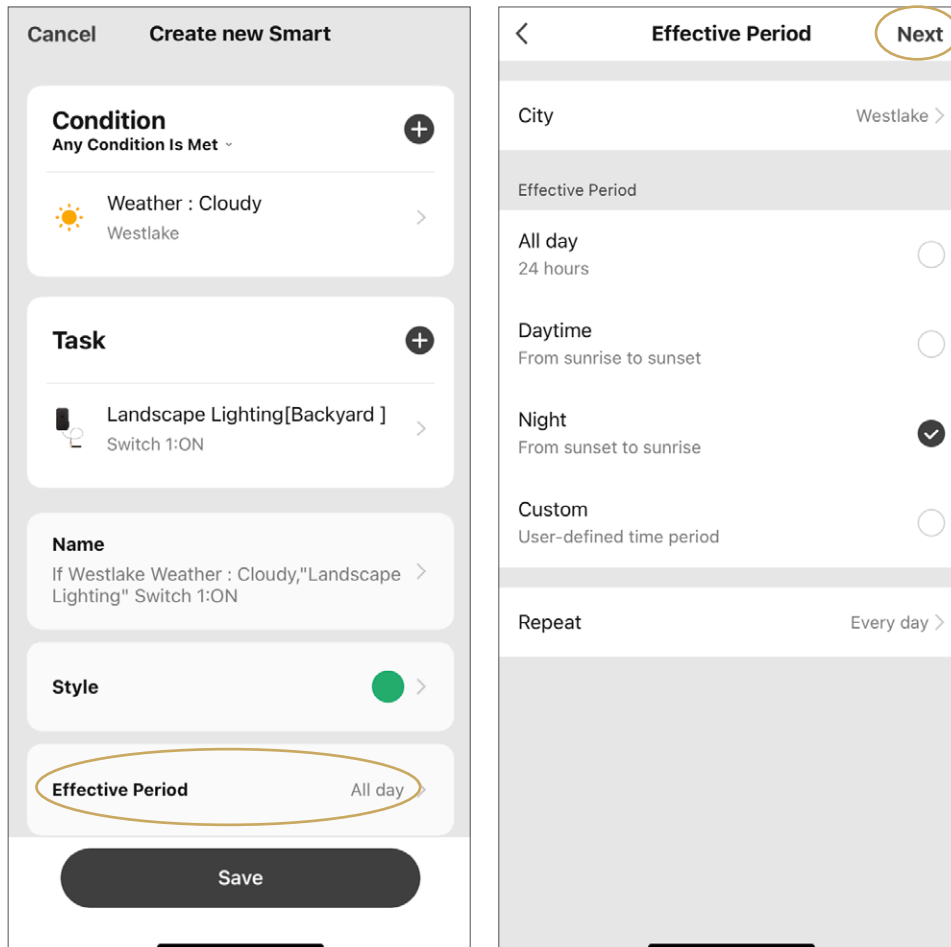 Cancel Create new Smart
Condition
Any Condition Is Met
Weather : Cloudy
Westlake
Task
Landscape Lighting[Backyard ]
Switch 1:ON
Name
If Westlake Weather : Cloudy,"Landscape
Lighting" Switch 1:ON
Style
Effective Period All day
Save
Effective Period Next
City Westlake
Effective Period
All day
24 hours
Daytime
From sunrise to sunset
Night
From sunset to sunrise
Custom
User-defined time period
Repeat Every day